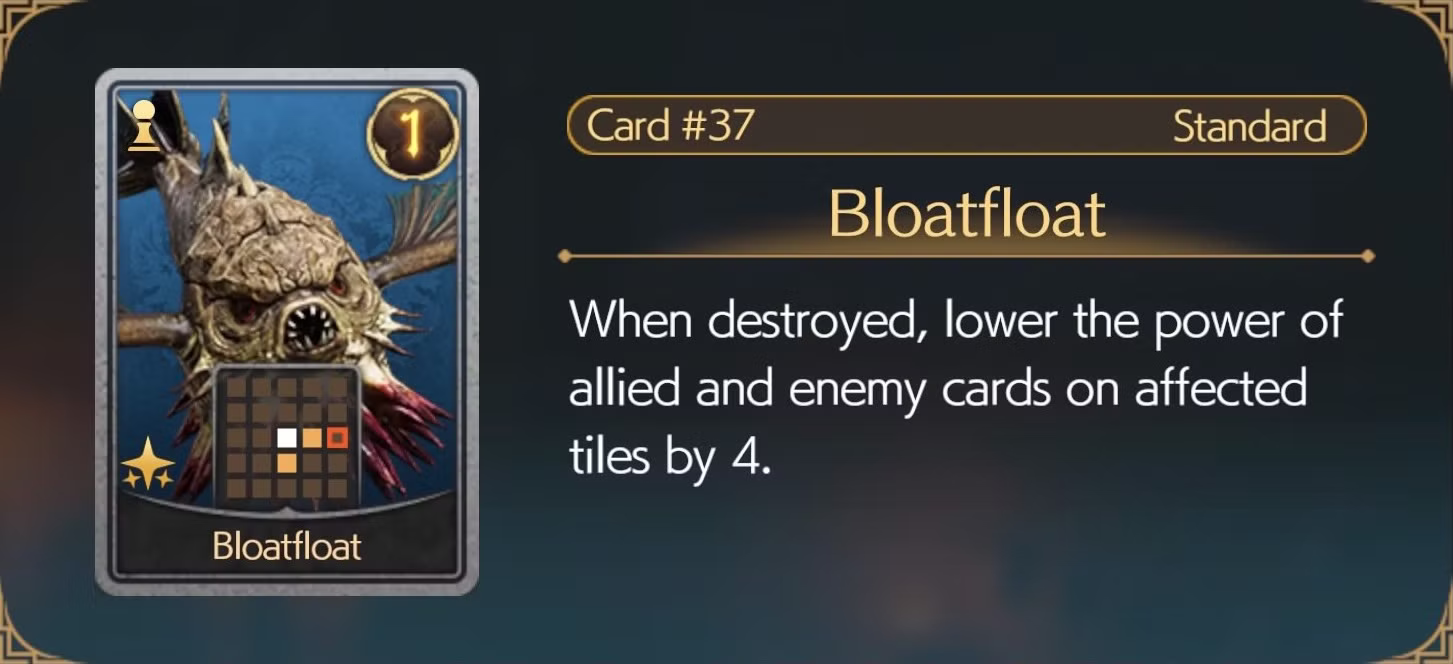 1
Bloatfloat
Card #37
Standard
Bloatfloat
When destroyed, lower the power of
allied and enemy cards on affected
tiles by 4.